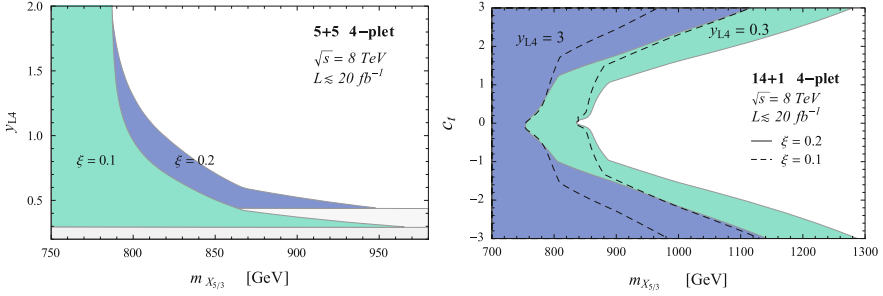 5+5 4−plet
√s = 8 TeV
L ≲ 20 fb⁻¹
ξ = 0.1
ξ = 0.2
y_L4
2.0
1.5
1.0
0.5
750
800
850
900
950
m_X5/3 [GeV]
y_L4 = 3
y_L4 = 0.3
14+1 4−plet
√s = 8 TeV
L ≲ 20 fb⁻¹
ξ = 0.2
ξ = 0.1
c_t
3
2
1
0
−1
−2
−3
700
800
900
1000
1100
1200
1300
m_X5/3 [GeV]